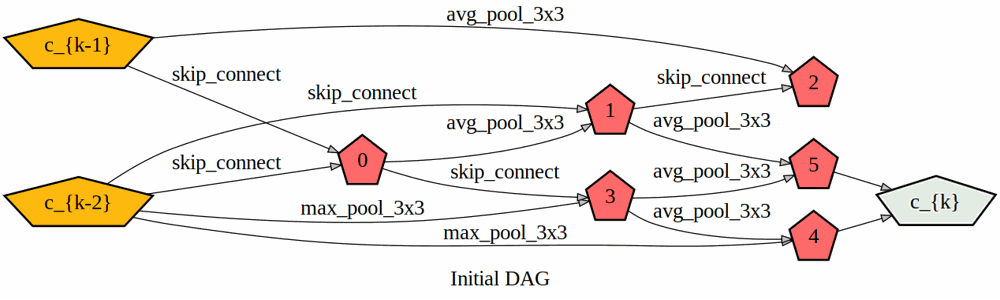 avg_pool_3x3
c_{k-1}
skip_connect
skip_connect
skip_connect
2
1
avg_pool_3x3
avg_pool_3x3
skip_connect
0
skip_connect
avg_pool_3x3
5
c_{k-2}
max_pool_3x3
3
avg_pool_3x3
c_{k}
max_pool_3x3
4
Initial DAG